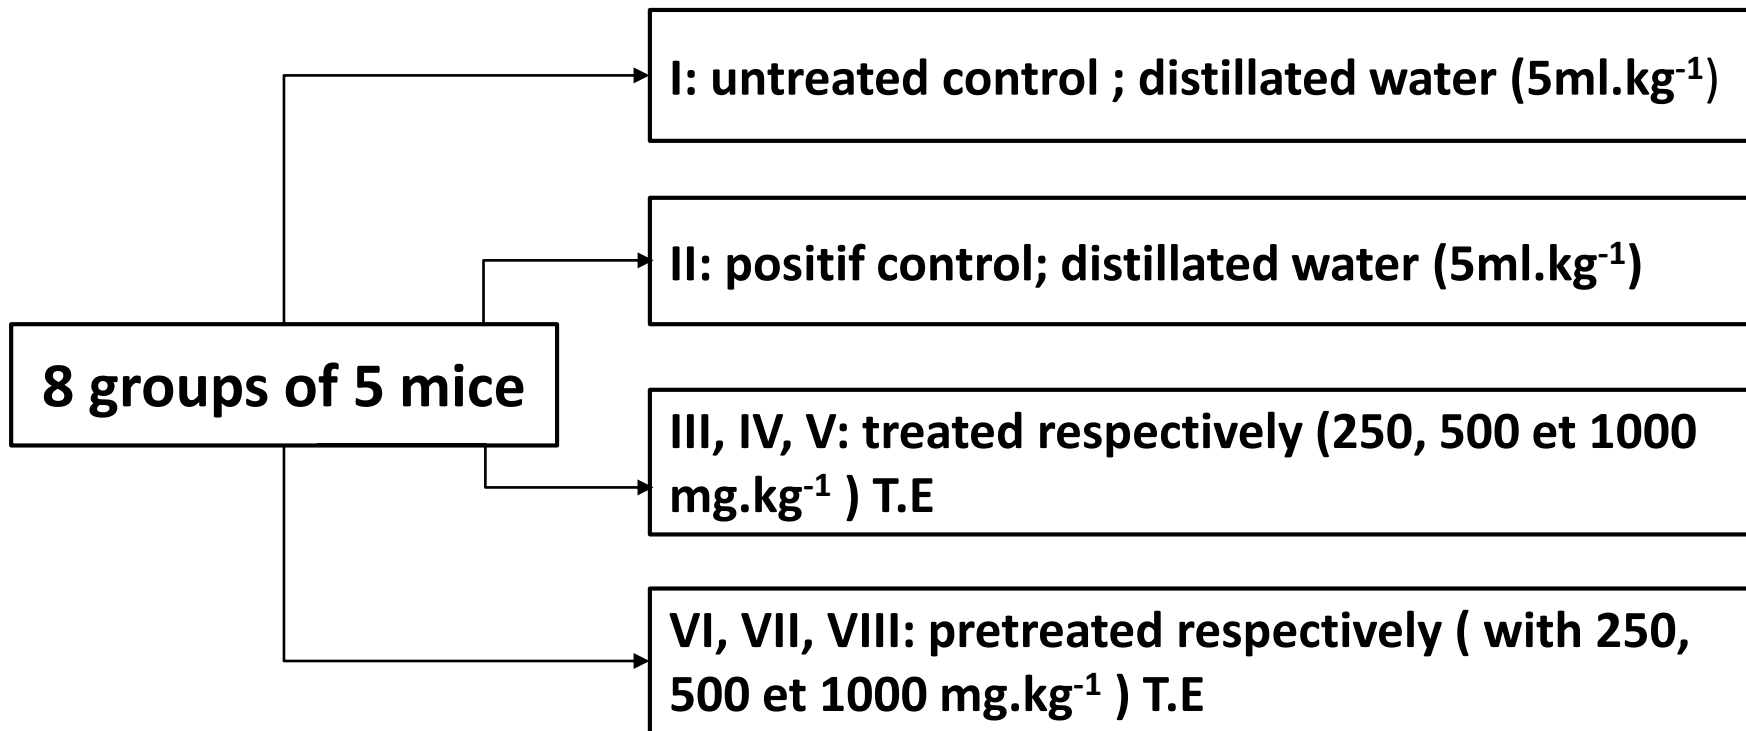 I: untreated control ; distillated water (5ml.kg⁻¹)
II: positif control; distillated water (5ml.kg⁻¹)
8 groups of 5 mice
III, IV, V: treated respectively (250, 500 et 1000
mg.kg⁻¹ ) T.E
VI, VII, VIII: pretreated respectively ( with 250,
500 et 1000 mg.kg⁻¹ ) T.E